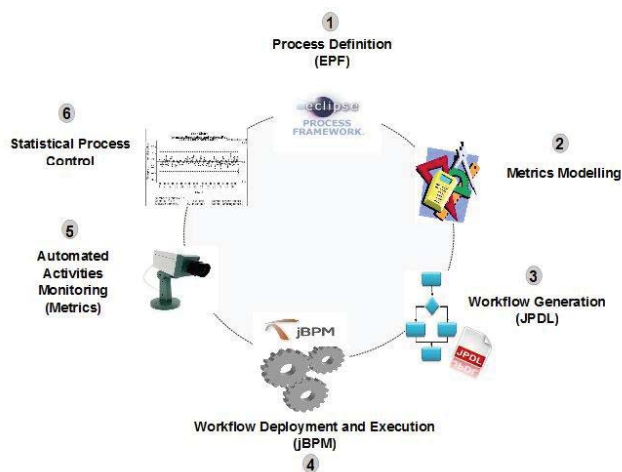 1
Process Definition
(EPF)
eclipse
PROCESS
FRAMEWORK
2
Metrics Modelling
3
Workflow Generation
(JPDL)
JPDL
jBPM
Workflow Deployment and Execution
(jBPM)
4
5
Automated
Activities
Monitoring
(Metrics)
6
Statistical Process
Control